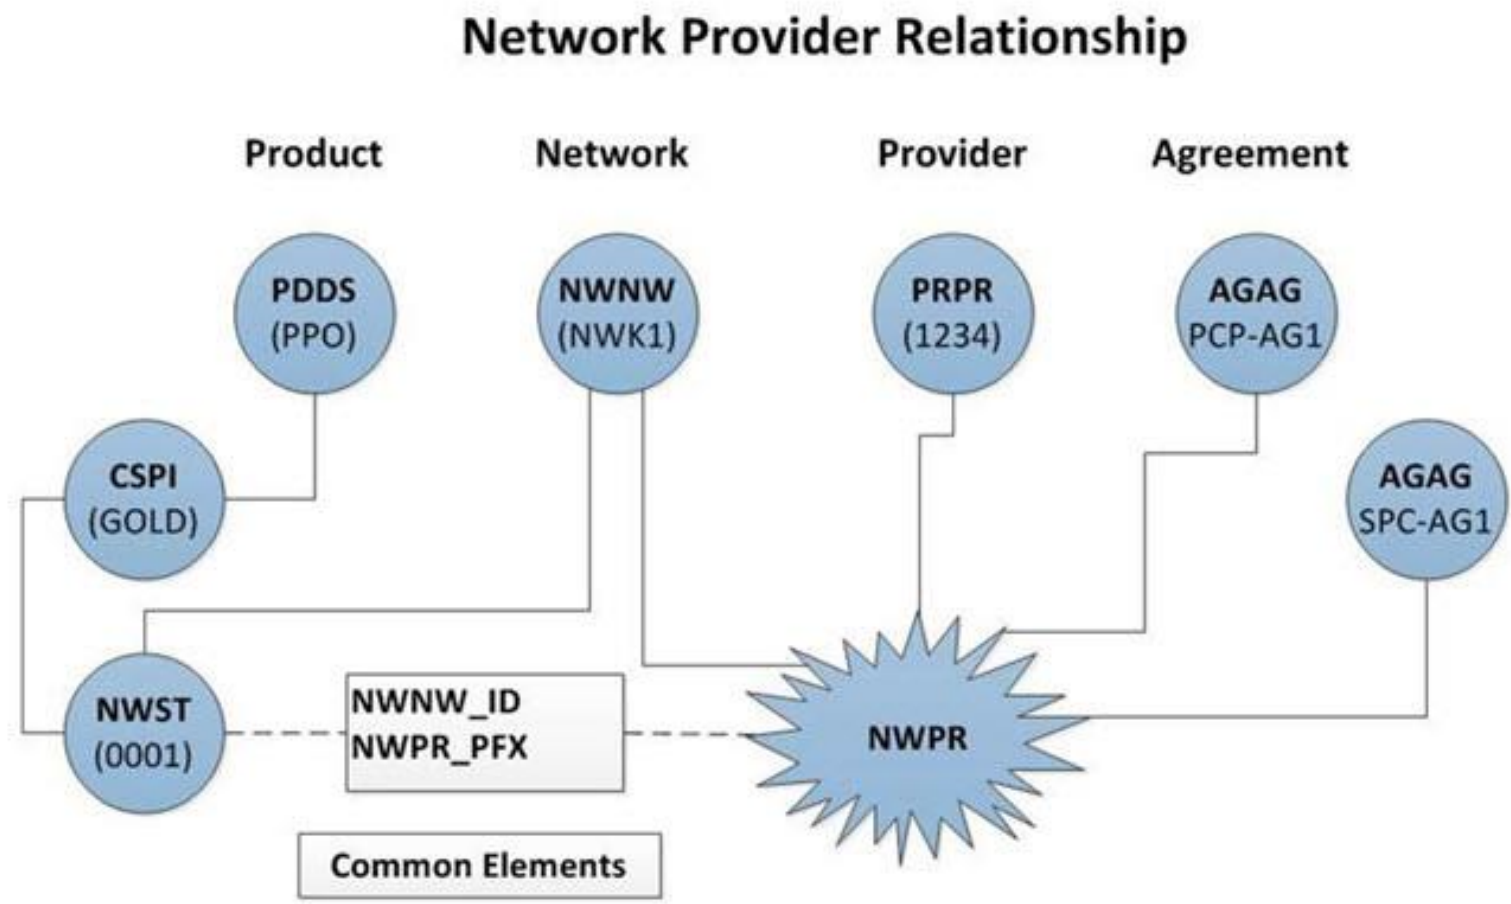 Network Provider Relationship
Product
Network
Provider
Agreement
PDDS
(PPO)
NWNW
(NWK1)
PRPR
(1234)
AGAG
PCP-AG1
CSPI
(GOLD)
AGAG
SPC-AG1
NWST
(0001)
NWNW_ID
NWPR_PFX
NWPR
Common Elements